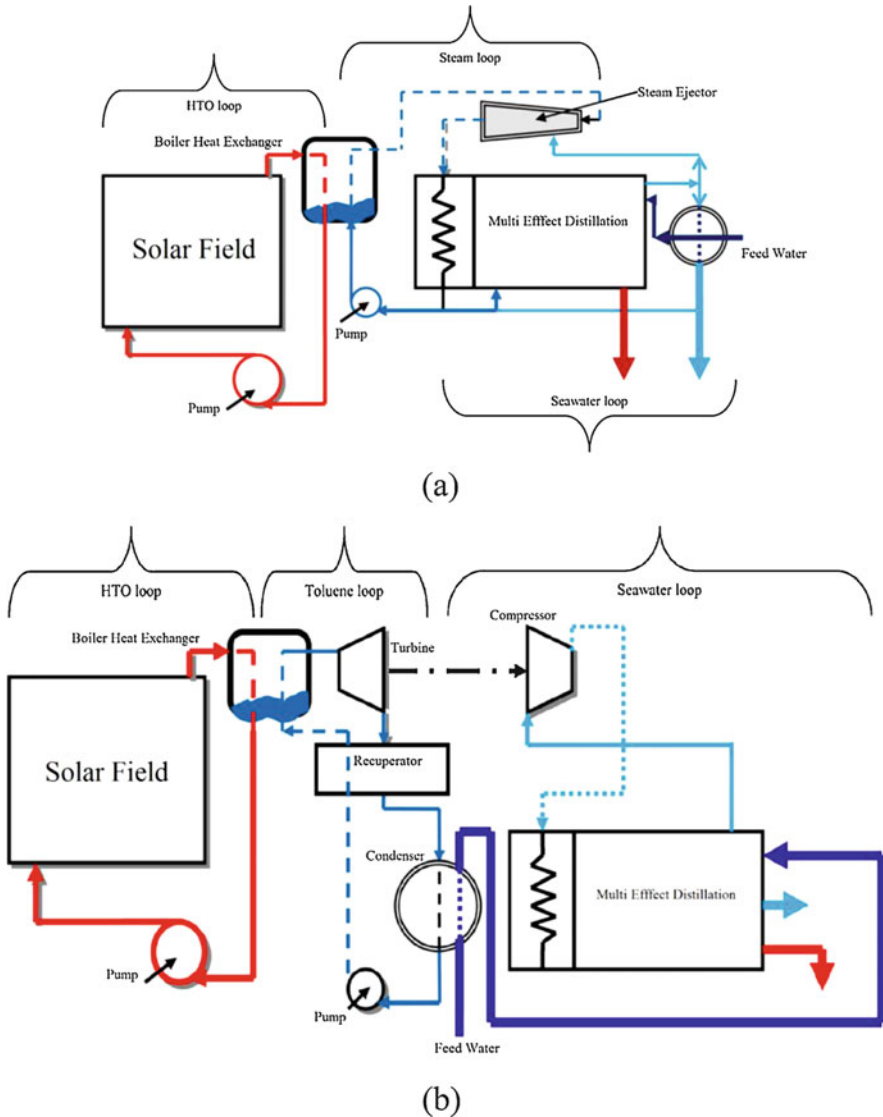 Steam loop
HTO loop
Steam Ejector
Boiler Heat Exchanger
Multi Efffect Distillation
Solar Field
Feed Water
Pump
Pump
Seawater loop
(a)
HTO loop
Toluene loop
Seawater loop
Compressor
Boiler Heat Exchanger
Turbine
Recuperator
Solar Field
Condenser
Multi Efffect Distillation
Pump
Pump
Feed Water
(b)